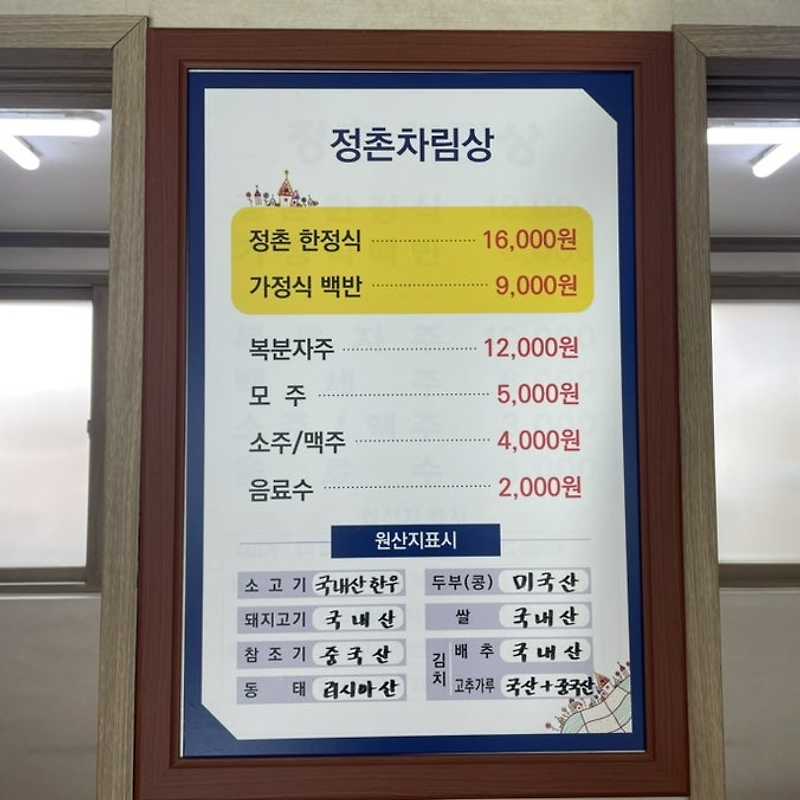 정촌차림상
정촌 한정식 16,000원
가정식 백반 9,000원
복분자주 12,000원
모 주 5,000원
소주/맥주 4,000원
음료수 2,000원
원산지표시
소고기 국내산한우 두부(콩) 미국산
돼지고기 국내산 쌀 국내산
참조기 중국산 김치 배추 국내산
동태 러시아산 고추가루 국산+중국산